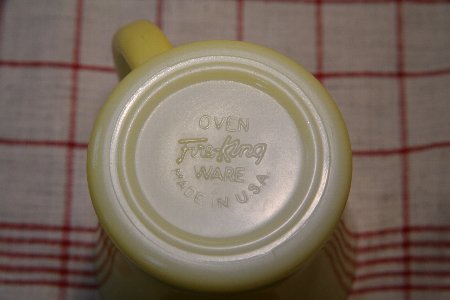 OVEN
Fire-King
WARE
MADE IN U.S.A.